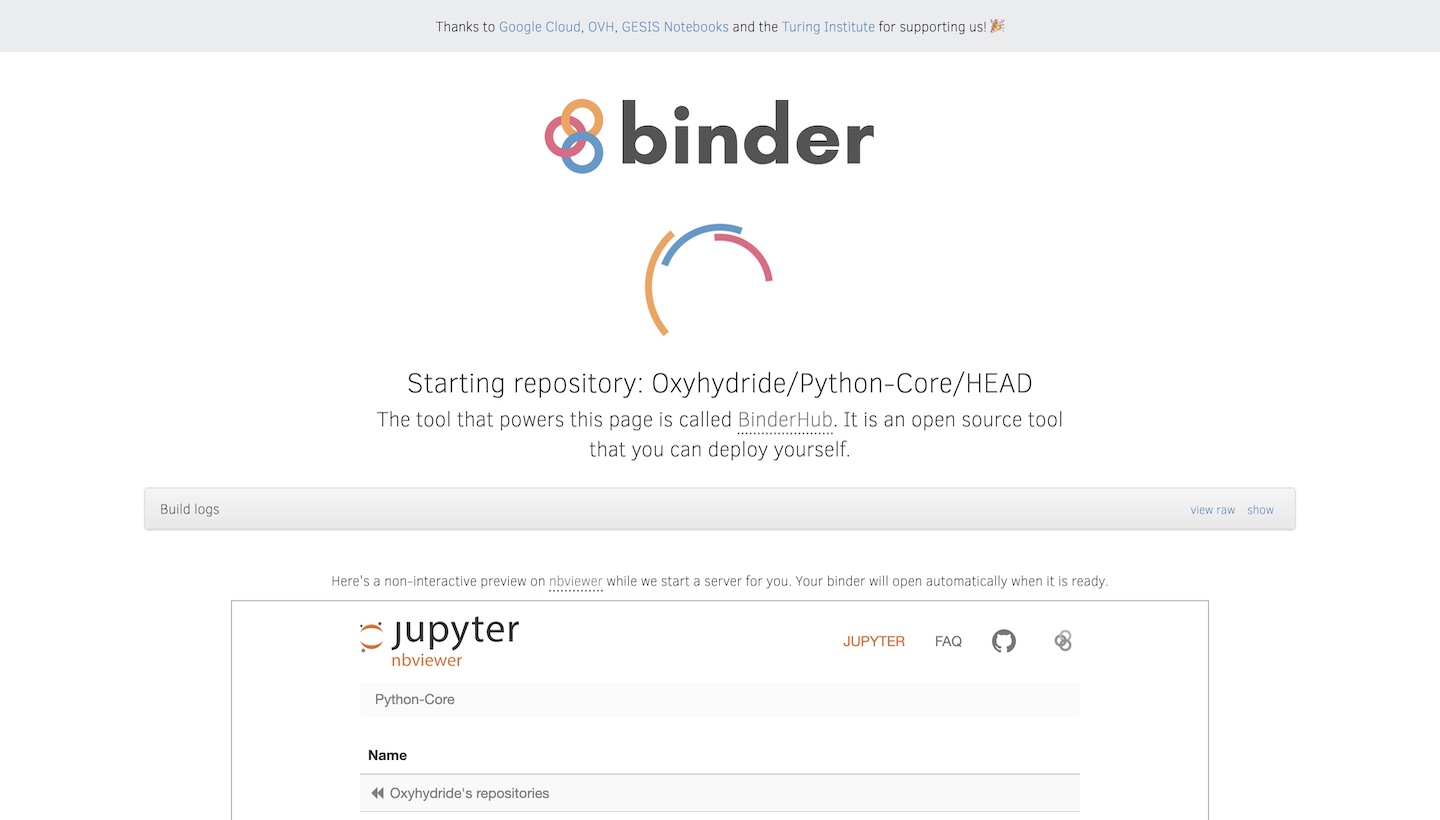 Thanks to Google Cloud, OVH, GESIS Notebooks and the Turing Institute for supporting us! 🎉
binder
Starting repository: Oxyhydride/Python-Core/HEAD
The tool that powers this page is called BinderHub. It is an open source tool
that you can deploy yourself.
Build logs view raw show
Here's a non-interactive preview on nbviewer while we start a server for you. Your binder will open automatically when it is ready.
jupyter
nbviewer
JUPYTER FAQ
Python-Core
Name
Oxyhydride's repositories